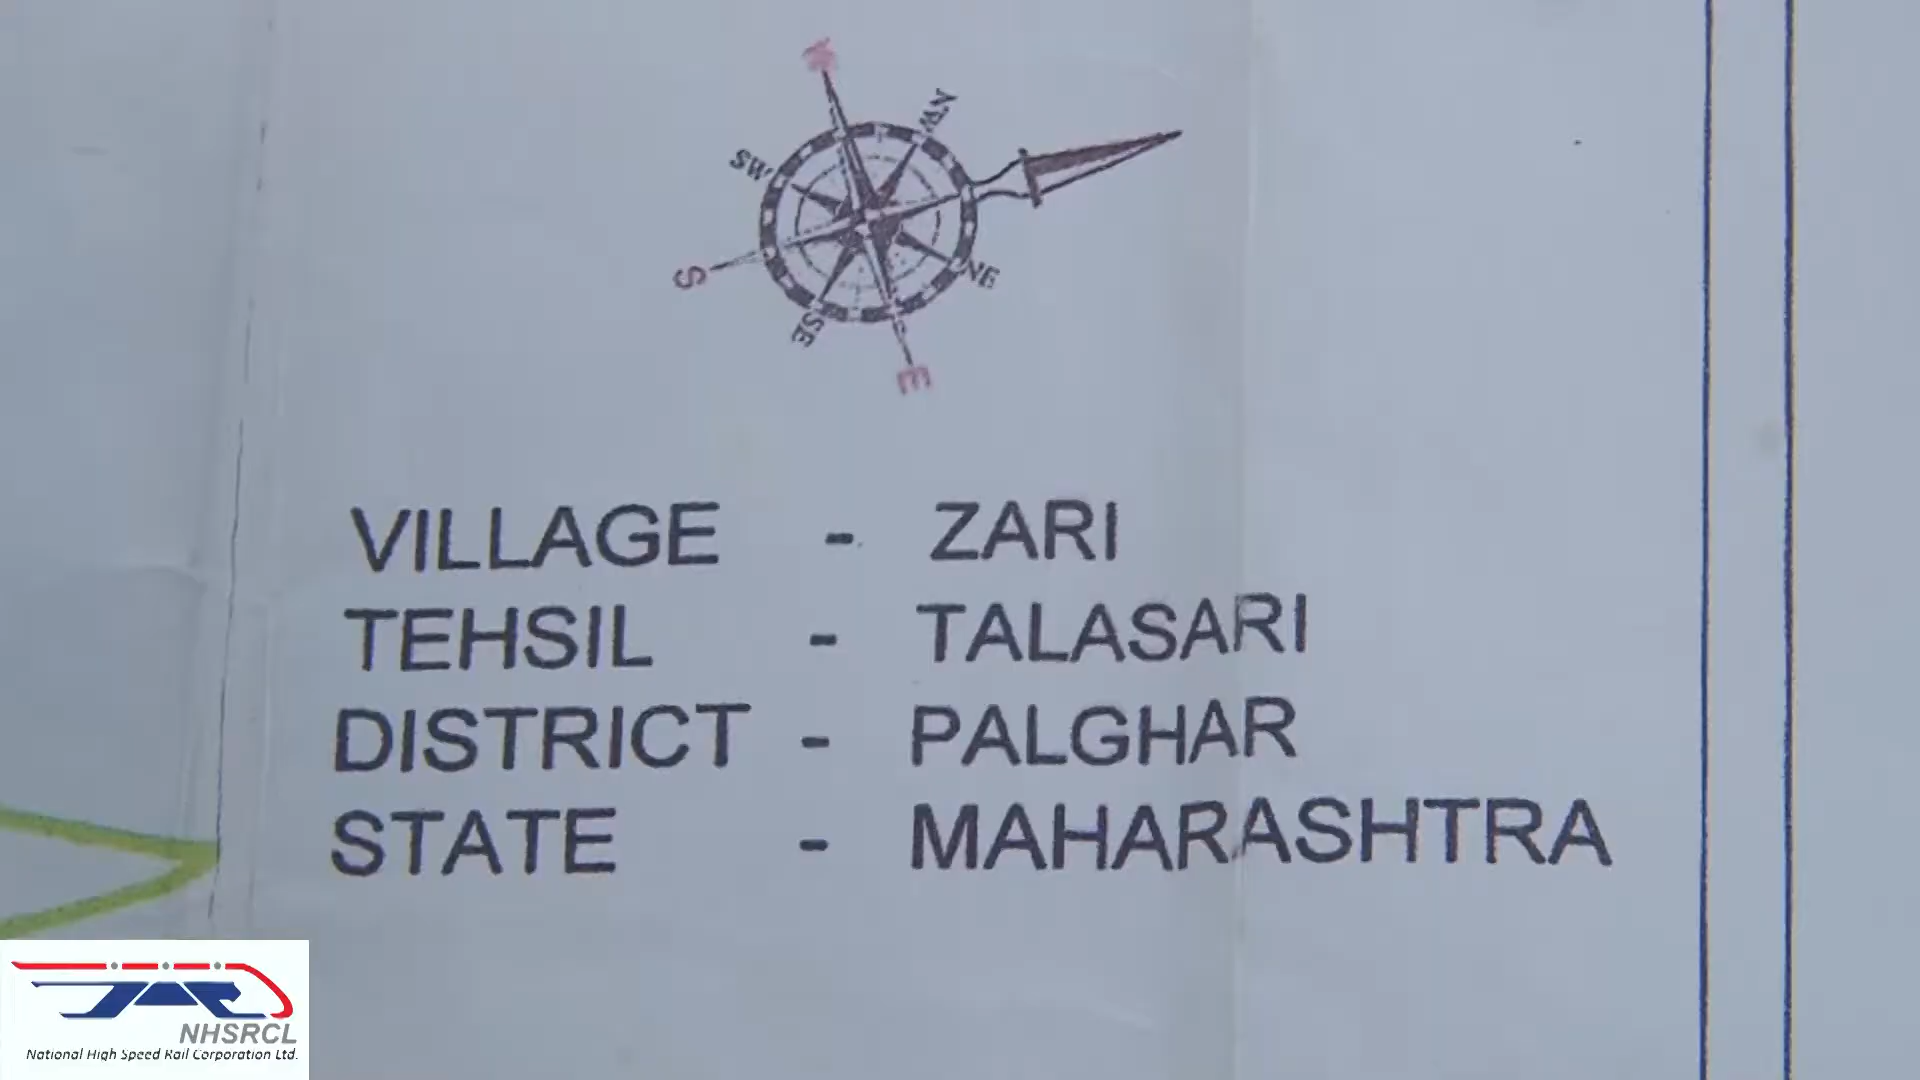 W
NW
SW
NE
S
SE
E
VILLAGE - ZARI
TEHSIL - TALASARI
DISTRICT - PALGHAR
STATE - MAHARASHTRA
NHSRCL
National High Speed Rail Corporation Ltd.